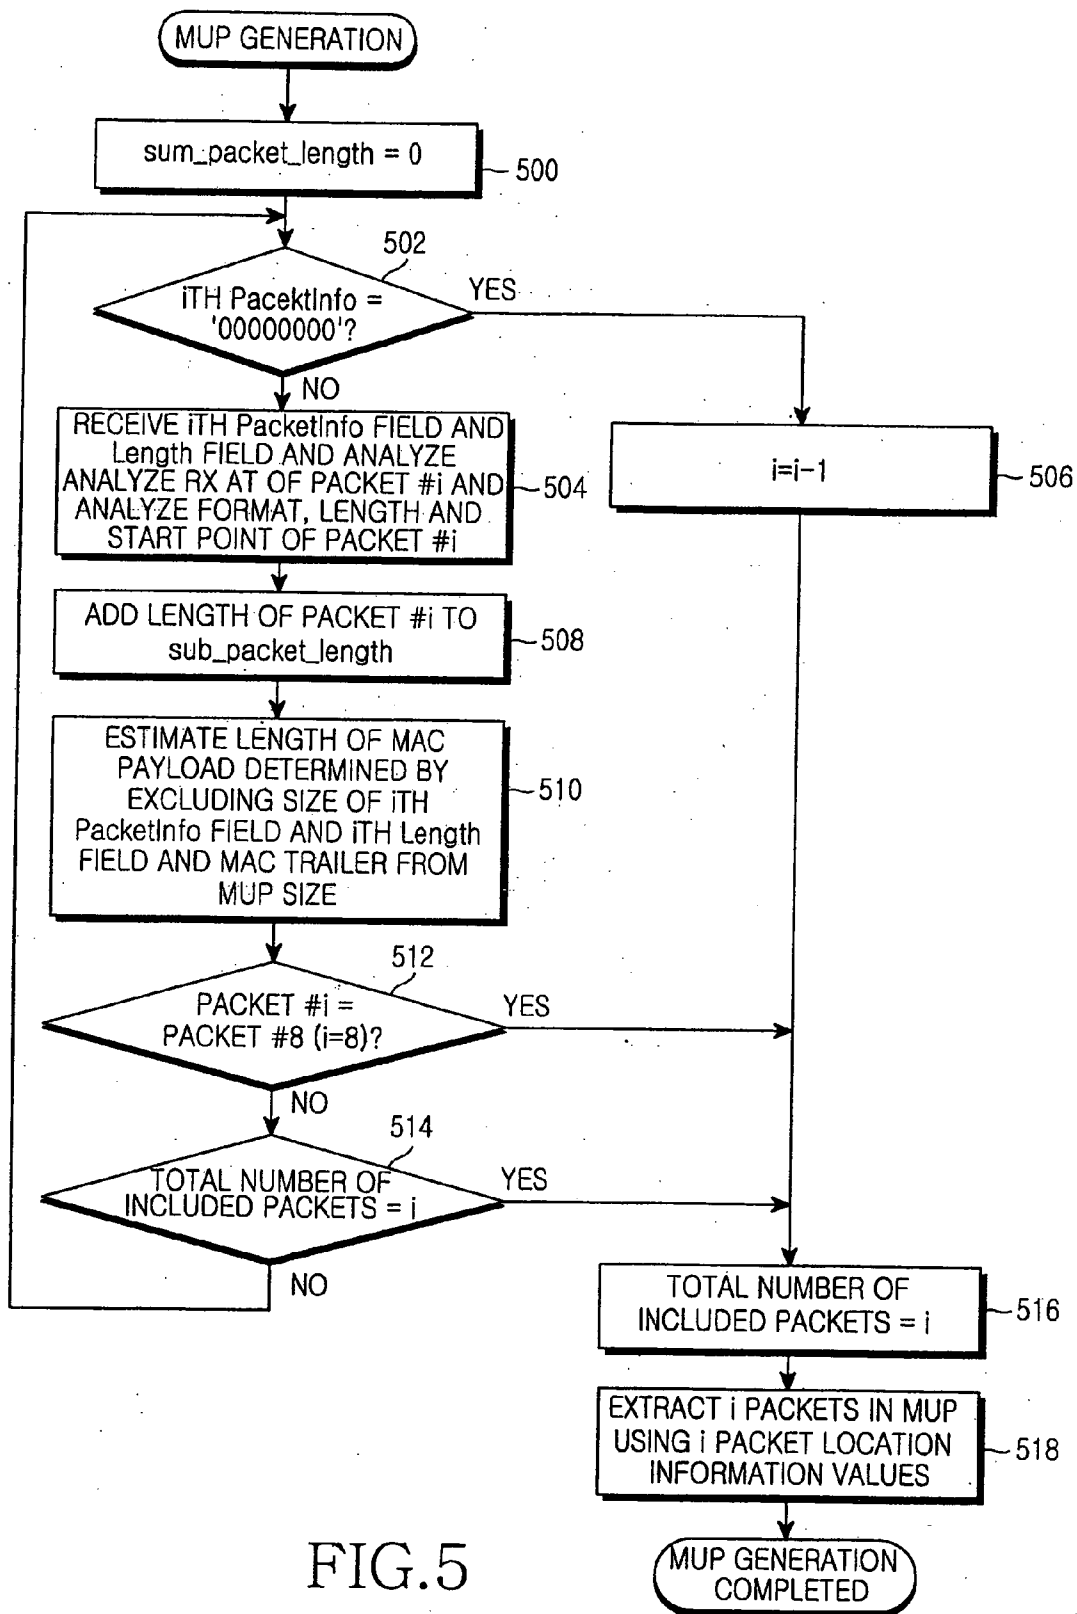 MUP GENERATION
sum_packet_length = 0
500
502
iTH PacektInfo =
'00000000'?
YES
NO
RECEIVE iTH PacketInfo FIELD AND
Length FIELD AND ANALYZE
ANALYZE RX AT OF PACKET #i AND
ANALYZE FORMAT, LENGTH AND
START POINT OF PACKET #i
504
i=i-1
506
ADD LENGTH OF PACKET #i TO
sub_packet_length
508
ESTIMATE LENGTH OF MAC
PAYLOAD DETERMINED BY
EXCLUDING SIZE OF iTH
PacketInfo FIELD AND iTH Length
FIELD AND MAC TRAILER FROM
MUP SIZE
510
512
PACKET #i =
PACKET #8 (i=8)?
YES
NO
514
TOTAL NUMBER OF
INCLUDED PACKETS = i
YES
NO
TOTAL NUMBER OF
INCLUDED PACKETS = i
516
EXTRACT i PACKETS IN MUP
USING i PACKET LOCATION
INFORMATION VALUES
518
MUP GENERATION
COMPLETED
FIG.5